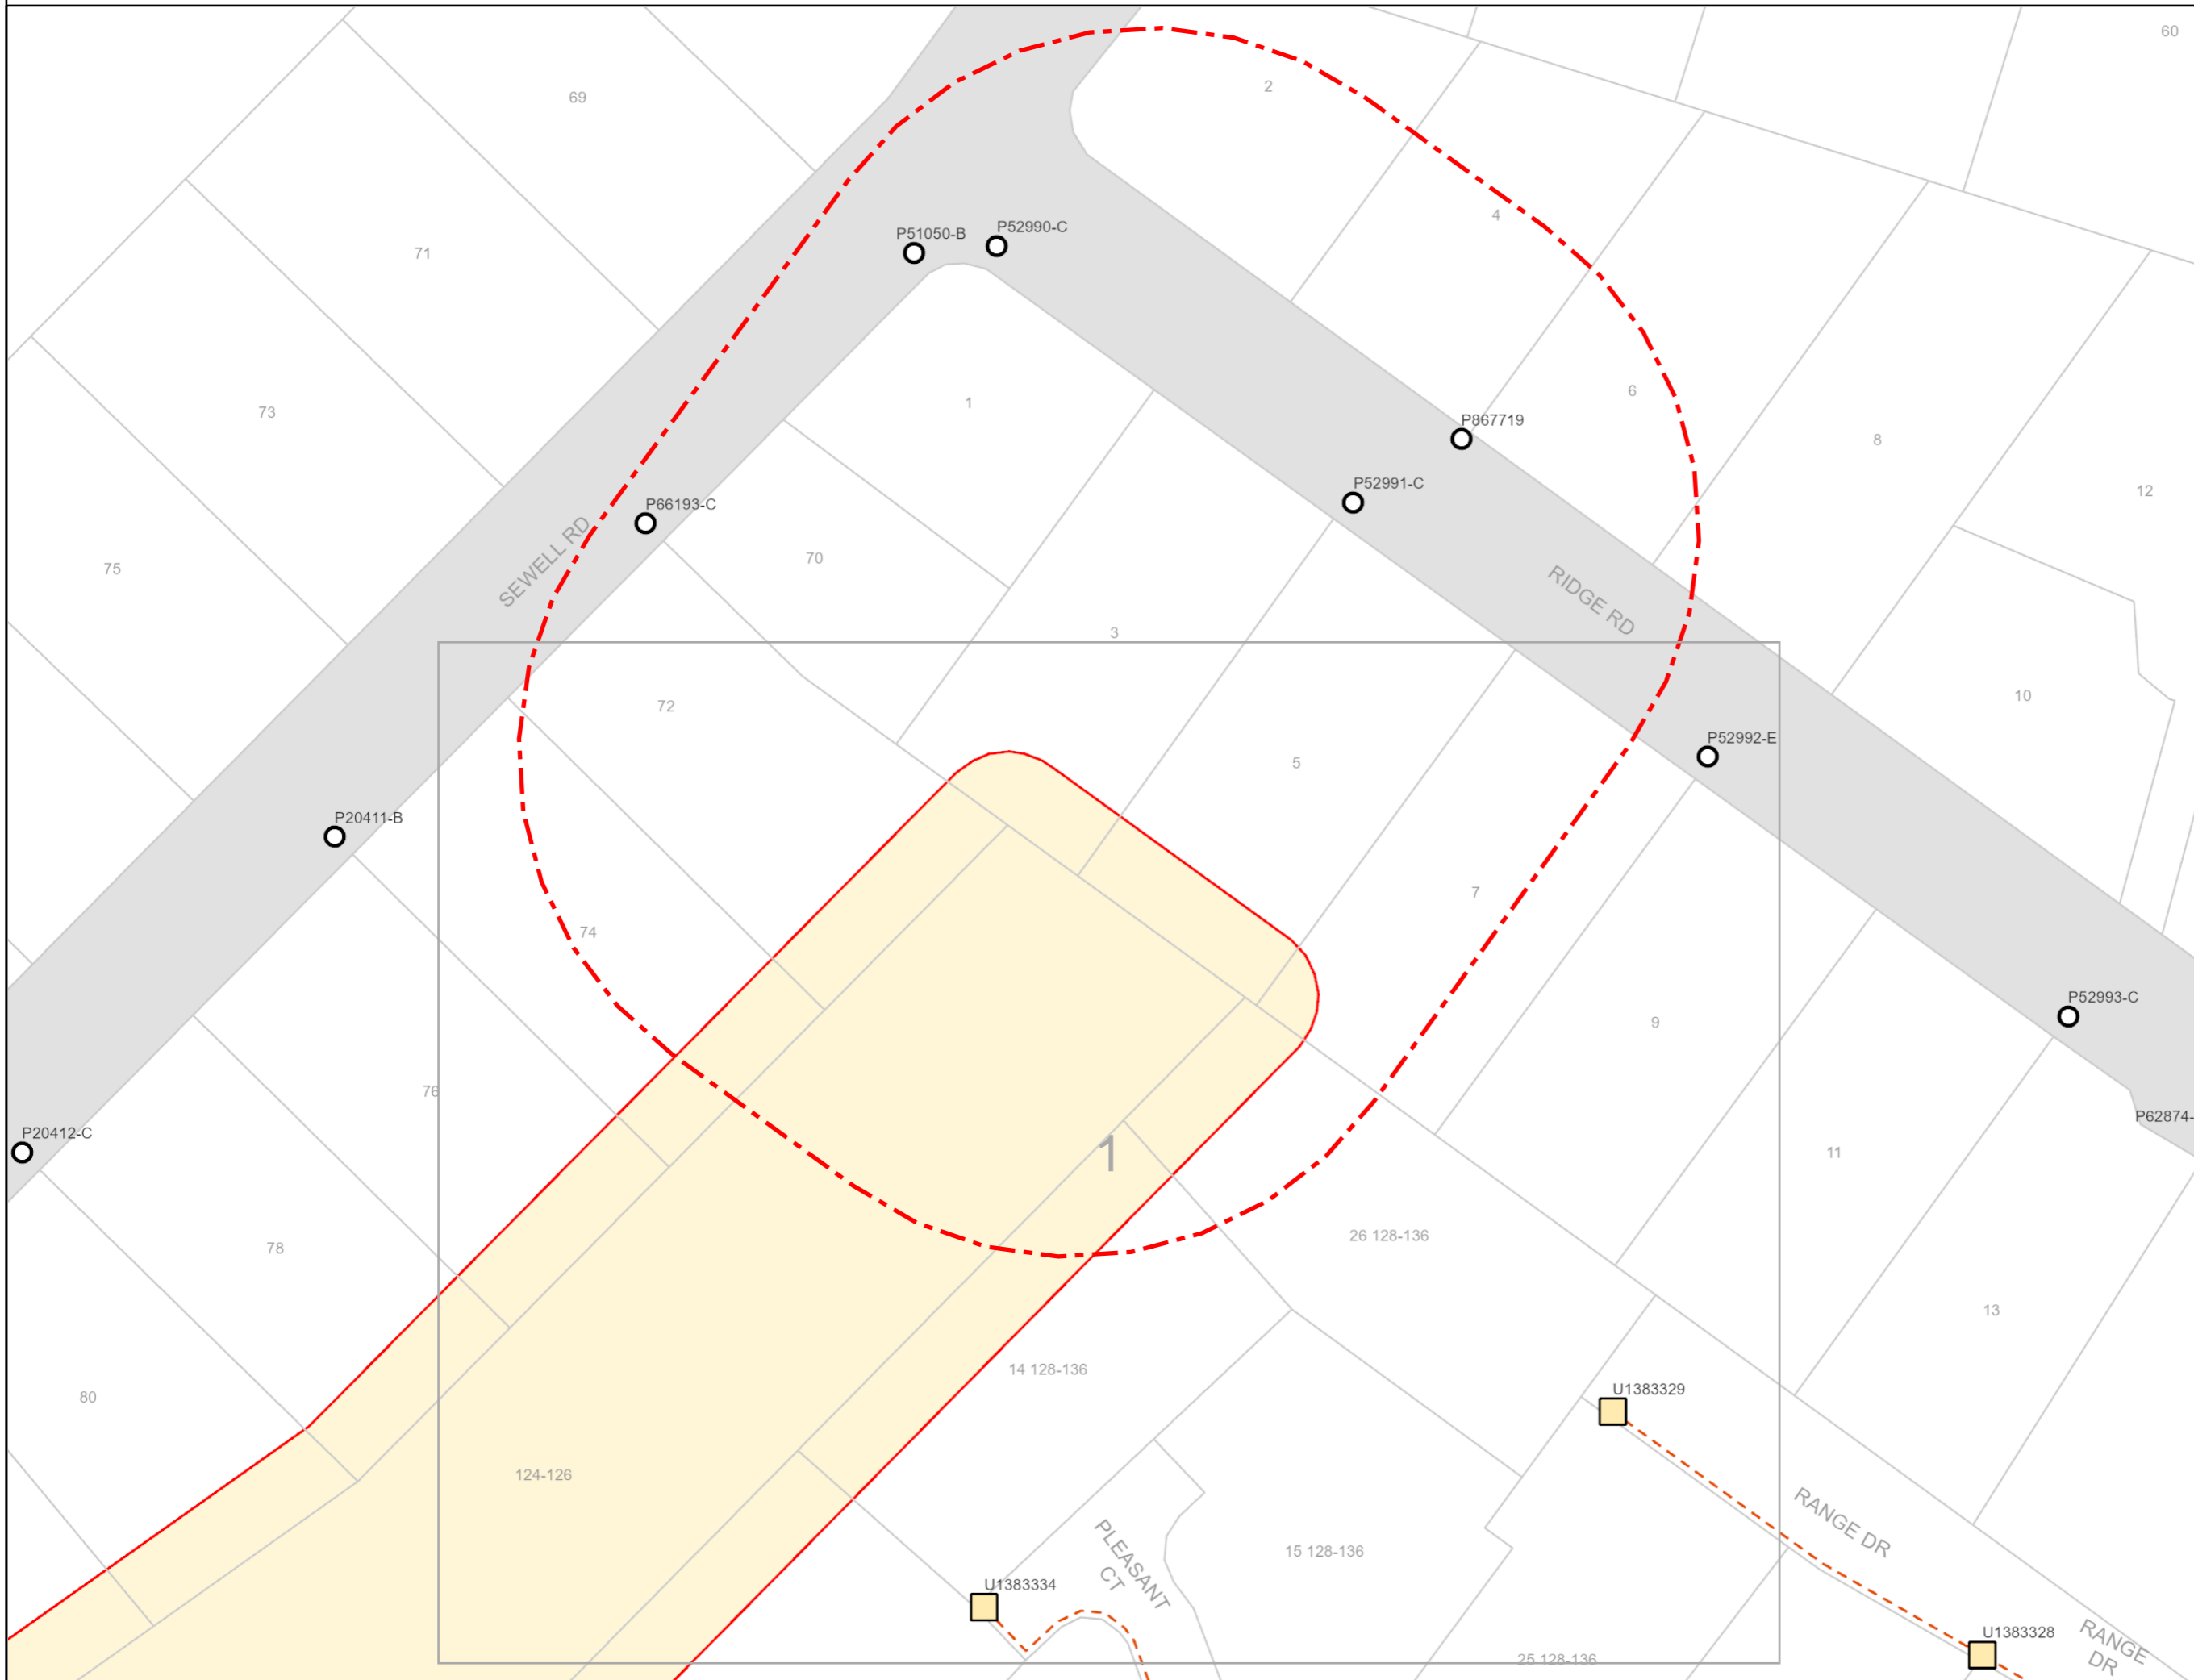 60
2
69
4
71
P51050-B
P52990-C
6
1
73
P867719
8
P52991-C
12
P66193-C
SEWELL RD
70
75
RIDGE RD
3
72
10
P52992-E
5
P20411-B
7
74
P52993-C
9
76
P62874-
P20412-C
1
11
26 128-136
78
13
14 128-136
U1383329
80
124-126
RANGE DR
PLEASANT
CT
15 128-136
U1383334
U1383328
RANGE
DR
25 128-136